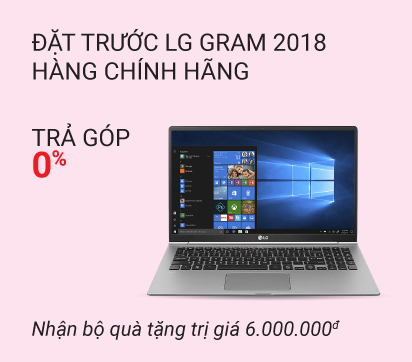 ĐẶT TRƯỚC LG GRAM 2018
HÀNG CHÍNH HÃNG
TRẢ GÓP
0%
LG
Nhận bộ quà tặng trị giá 6.000.000đ